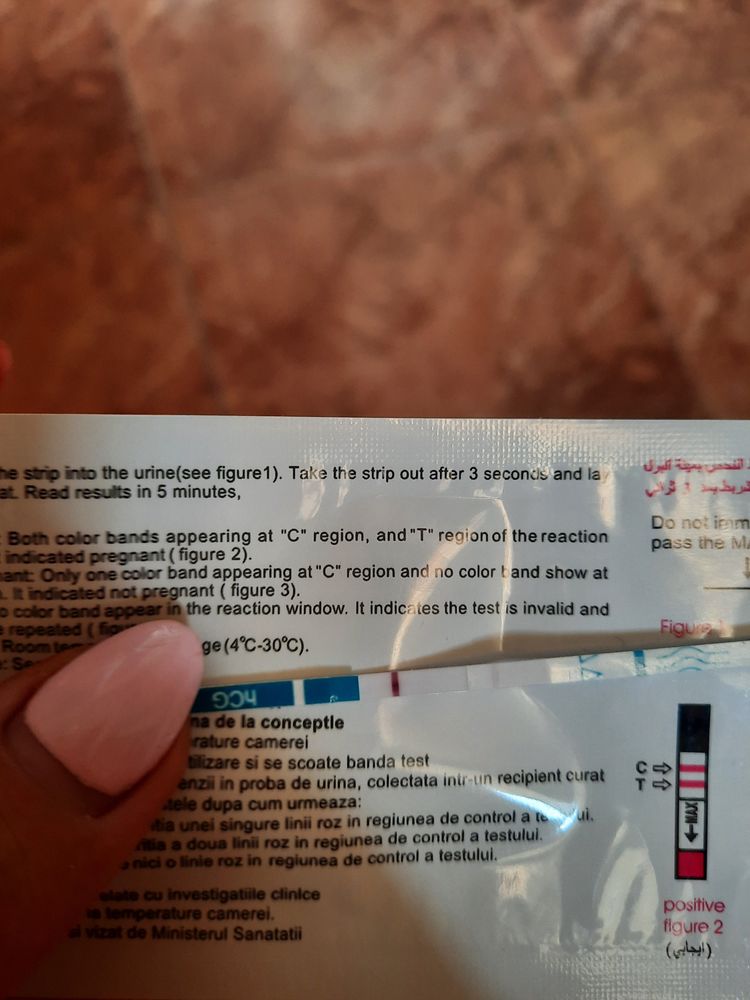 he strip into the urine(see figure1). Take the strip out after 3 seconds and lay
at. Read results in 5 minutes,
: Both color bands appearing at "C" region, and "T" region of the reaction
indicated pregnant ( figure 2).
ant: Only one color band appearing at "C" region and no color band show at
. It indicated not pregnant ( figure 3).
o color band appear in the reaction window. It indicates the test is invalid and
e repeated (
Room ge (4°C-30°C).
Do not imm
pass the MA
Figure 1
hCG
na de la conceptle
rature camerei
tilizare si se scoate banda test
enzii in proba de urina, colectata intr-un recipient curat
tele dupa cum urmeaza:
tia unei singure linii roz in regiunea de control a te ui.
ritia a doua linii roz in regiunea de control a testului.
nici o linie roz in regiunea de control a testului.
elate cu investigatiile clinice
e temperature camerei.
si vizat de Ministerul Sanatatii
C
T
MAX
positive
figure 2
(ايجابي)